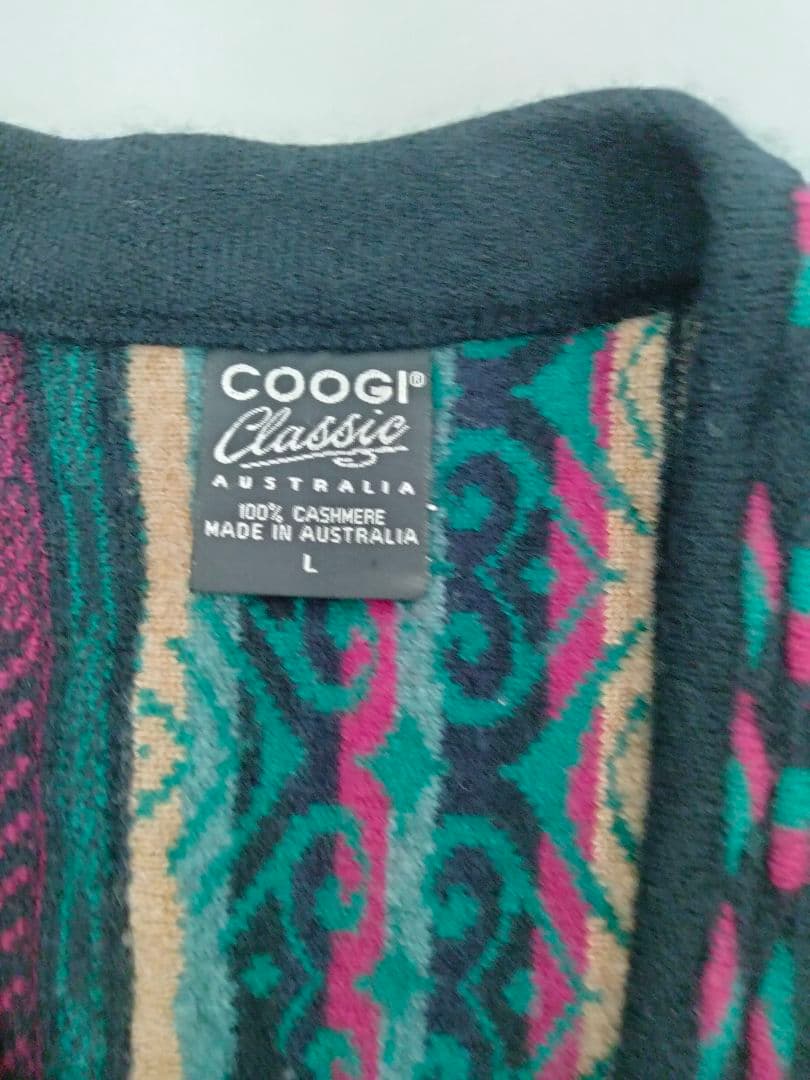 COOGI®
Classic
AUSTRALIA
100% CASHMERE
MADE IN AUSTRALIA
L